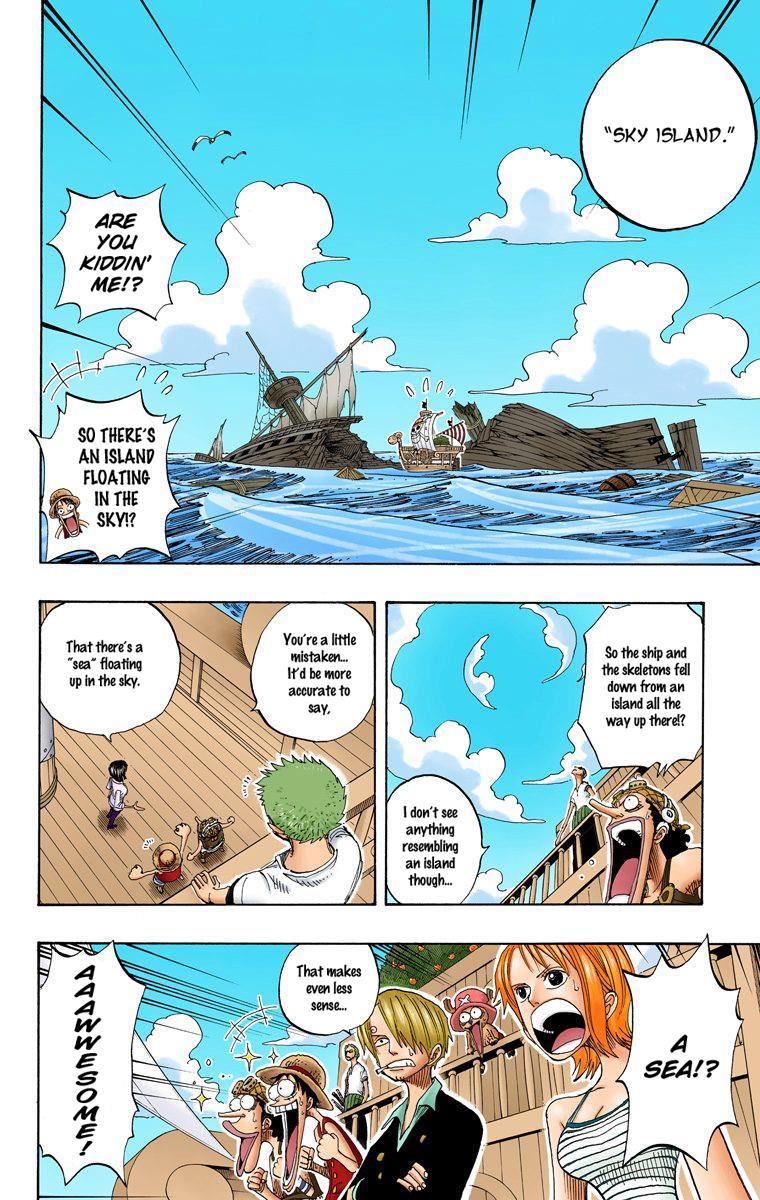 "SKY ISLAND."
ARE
YOU
KIDDIN'
ME!?
SO THERE'S
AN ISLAND
FLOATING
IN THE
SKY!?
So the ship and
the skeletons fell
down from an
island all the
way up there!?
I don't see
anything
resembling
an island
though...
You're a little
mistaken...
It'd be more
accurate to
say,
That there's a
"sea" floating
up in the sky.
A
SEA!?
That makes
even less
sense...
AAAWWESOME!